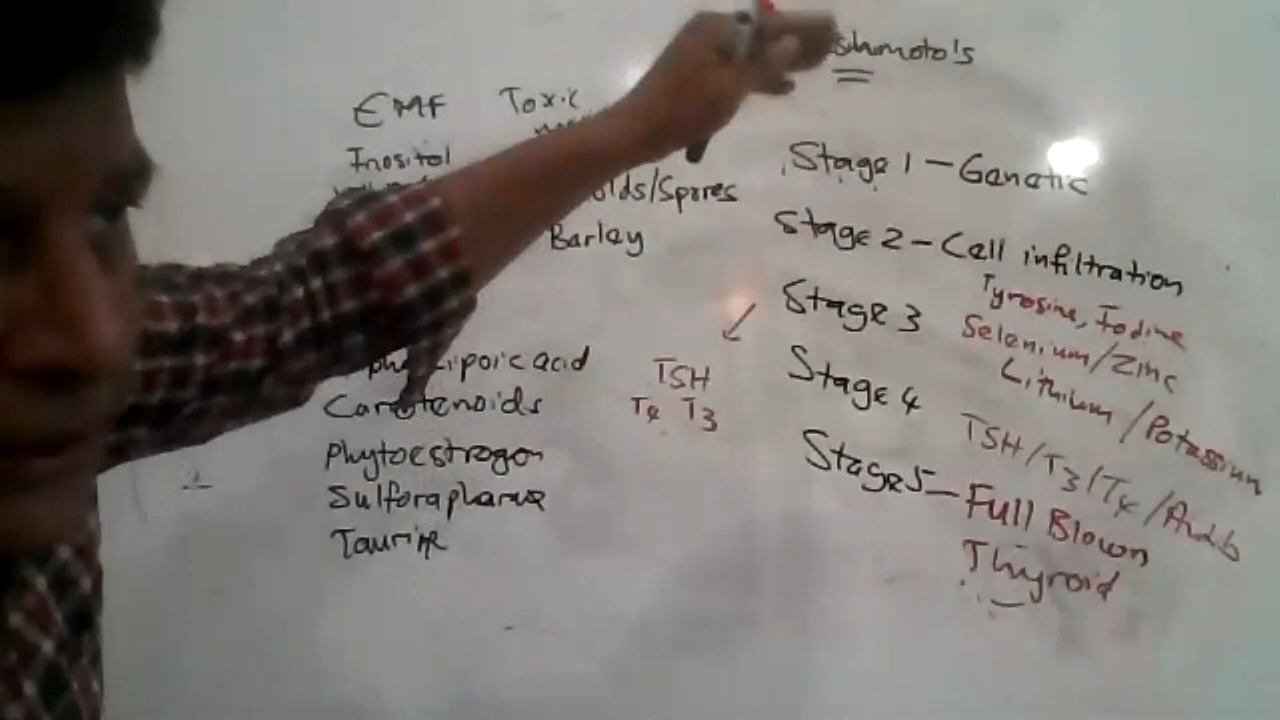 shimoto's
EMF Toxic
Inositol
olds/Spores
Barley
Lipoic acid
Carotenoids
Phytoestrogen
Sulforaphane
Taurine
TSH
T4 T3
Stage 1 - Genetic
Stage 2 - Cell infiltration
Stage 3 Tyrosine, Iodine
Selenium/Zinc
Lithium/Potassium
Stage 4 TSH/T3/T4/Antib
Stage 5 - Full Blown
Thyroid